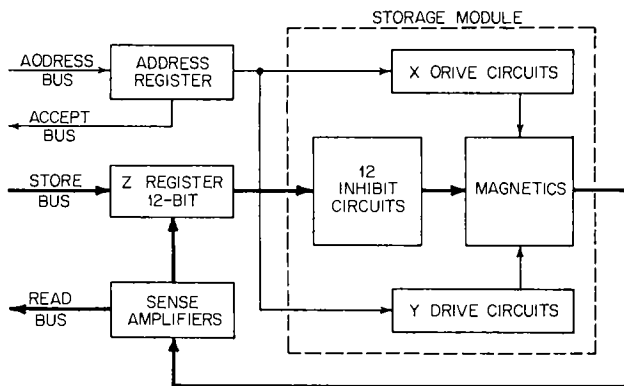 STORAGE MODULE
AODRESS
BUS
ADDRESS
REGISTER
X ORIVE CIRCUITS
ACCEPT
BUS
STORE
BUS
Z REGISTER
12-BIT
12
INHIBIT
CIRCUITS
MAGNETICS
READ
BUS
SENSE
AMPLIFIERS
Y DRIVE CIRCUITS